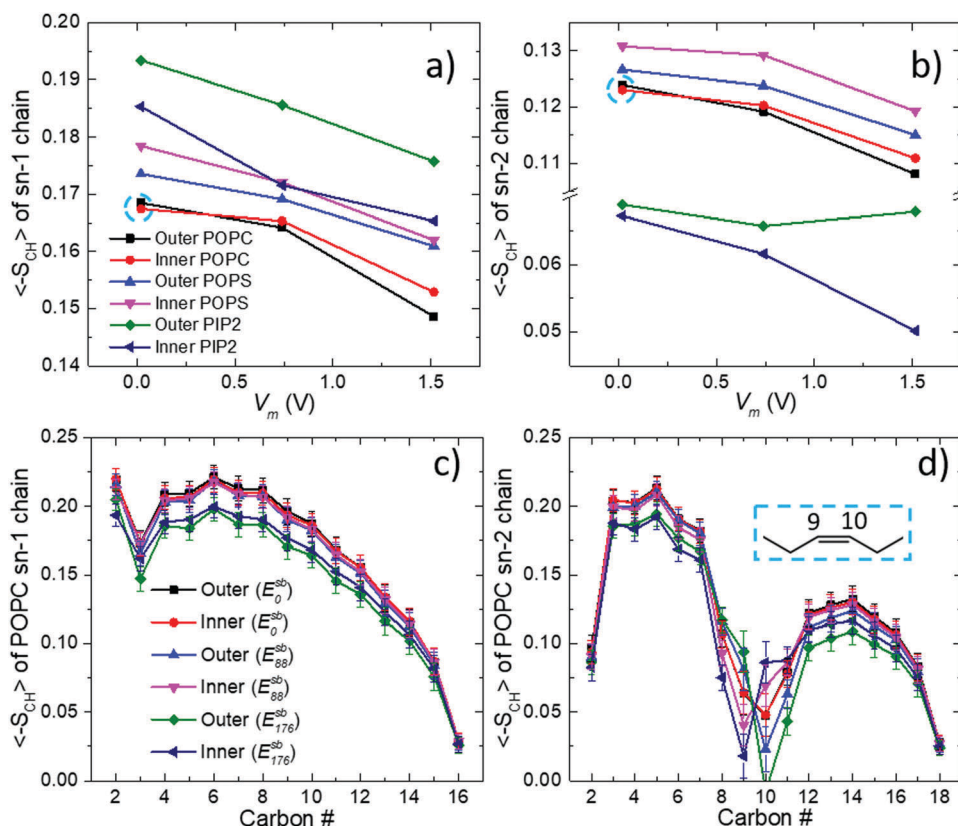 a)
<-S_CH> of sn-1 chain
0.20
0.19
0.18
0.17
0.16
0.15
0.14
Outer POPC
Inner POPC
Outer POPS
Inner POPS
Outer PIP2
Inner PIP2
0.0 0.5 1.0 1.5
V_m (V)
b)
<-S_CH> of sn-2 chain
0.13
0.12
0.11
0.06
0.05
0.0 0.5 1.0 1.5
V_m (V)
c)
<-S_CH> of POPC sn-1 chain
0.25
0.20
0.15
0.10
0.05
0.00
Outer (E_0^sb)
Inner (E_0^sb)
Outer (E_88^sb)
Inner (E_88^sb)
Outer (E_176^sb)
Inner (E_176^sb)
2 4 6 8 10 12 14 16
Carbon #
d)
<-S_CH> of POPC sn-2 chain
0.25
0.20
0.15
0.10
0.05
0.00
9 10
2 4 6 8 10 12 14 16 18
Carbon #